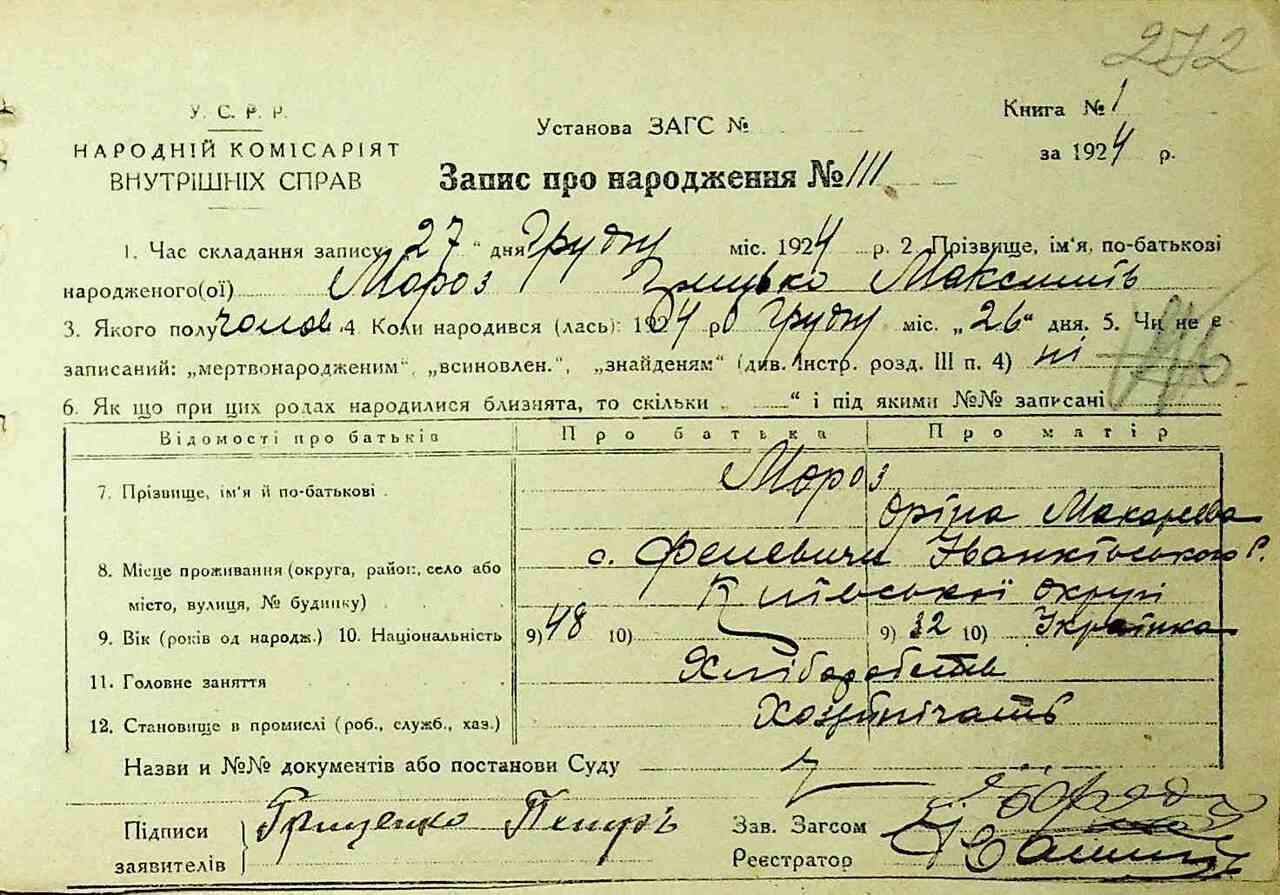 272
У. С. Р. Р.
НАРОДНІЙ КОМІСАРІЯТ
ВНУТРІШНІХ СПРАВ
Установа ЗАГС №
Книга № 1
за 1924 р.
Запис про народження № 111
1. Час складання запису „27“ дня Грудня міс. 1924 р. 2 Прізвище, ім'я, по-батькові
народженого(ої) Мороз Грицько Максимів
3. Якого полу чолов. 4 Коли народився (лась): 1924 р. Грудня міс. „26“ дня. 5. Чи не є
записаний: „мертвонародженим“, „всиновлен.“, „знайденям“ (див. Інстр. розд. III п. 4) ні
6. Як що при цих родах народилися близнята, то скільки „ “ і під якими №№ записані
Відомості про батьків Про батька Про матір
7. Прізвище, ім'я й по-батькові . Мороз
Оріна Макареєва
8. Місце проживання (округа, район, село або с. Феневичи Іванківського Р.
місто, вулиця, № будинку) Київської Округи
9. Вік (років од народж.) 10. Національність 9) 48 10) 9) 32 10) Українка
11. Головне заняття Хліборобств
12. Становище в промислі (роб., служб., хаз.)
Назви и №№ документів або постанови Суду
Підписи
заявителів
Грищенко Петро
Зав. Загсом
Реєстратор